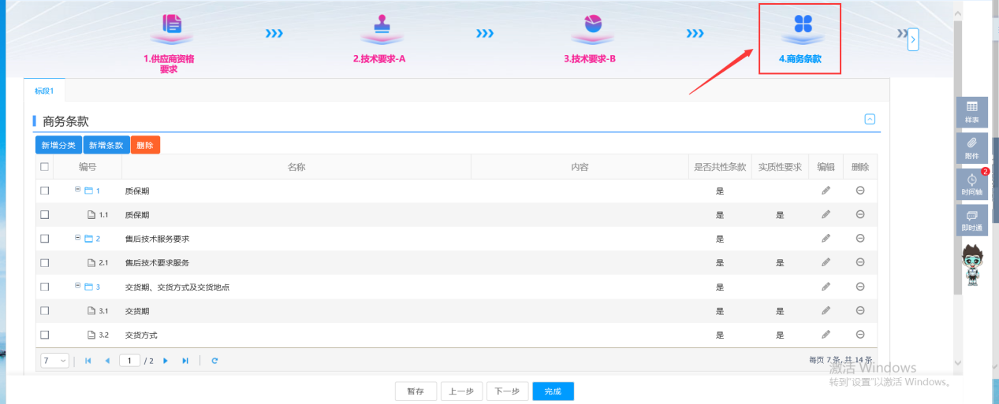 1.供应商资格
要求
2.技术要求-A
3.技术要求-B
4.商务条款
标段1
商务条款
新增分类 新增条款 删除
编号 名称 内容 是否共性条款 实质性要求 编辑 删除
1 质保期 是
1.1 质保期 是 是
2 售后技术服务要求 是
2.1 售后技术要求服务 是 是
3 交货期、交货方式及交货地点 是
3.1 交货期 是 是
3.2 交货方式 是 是
7 1 / 2 每页 7 条, 共 14 条
暂存 上一步 下一步 完成
样表
附件
2
时间轴
即时通
激活 Windows
转到"设置"以激活 Windows。